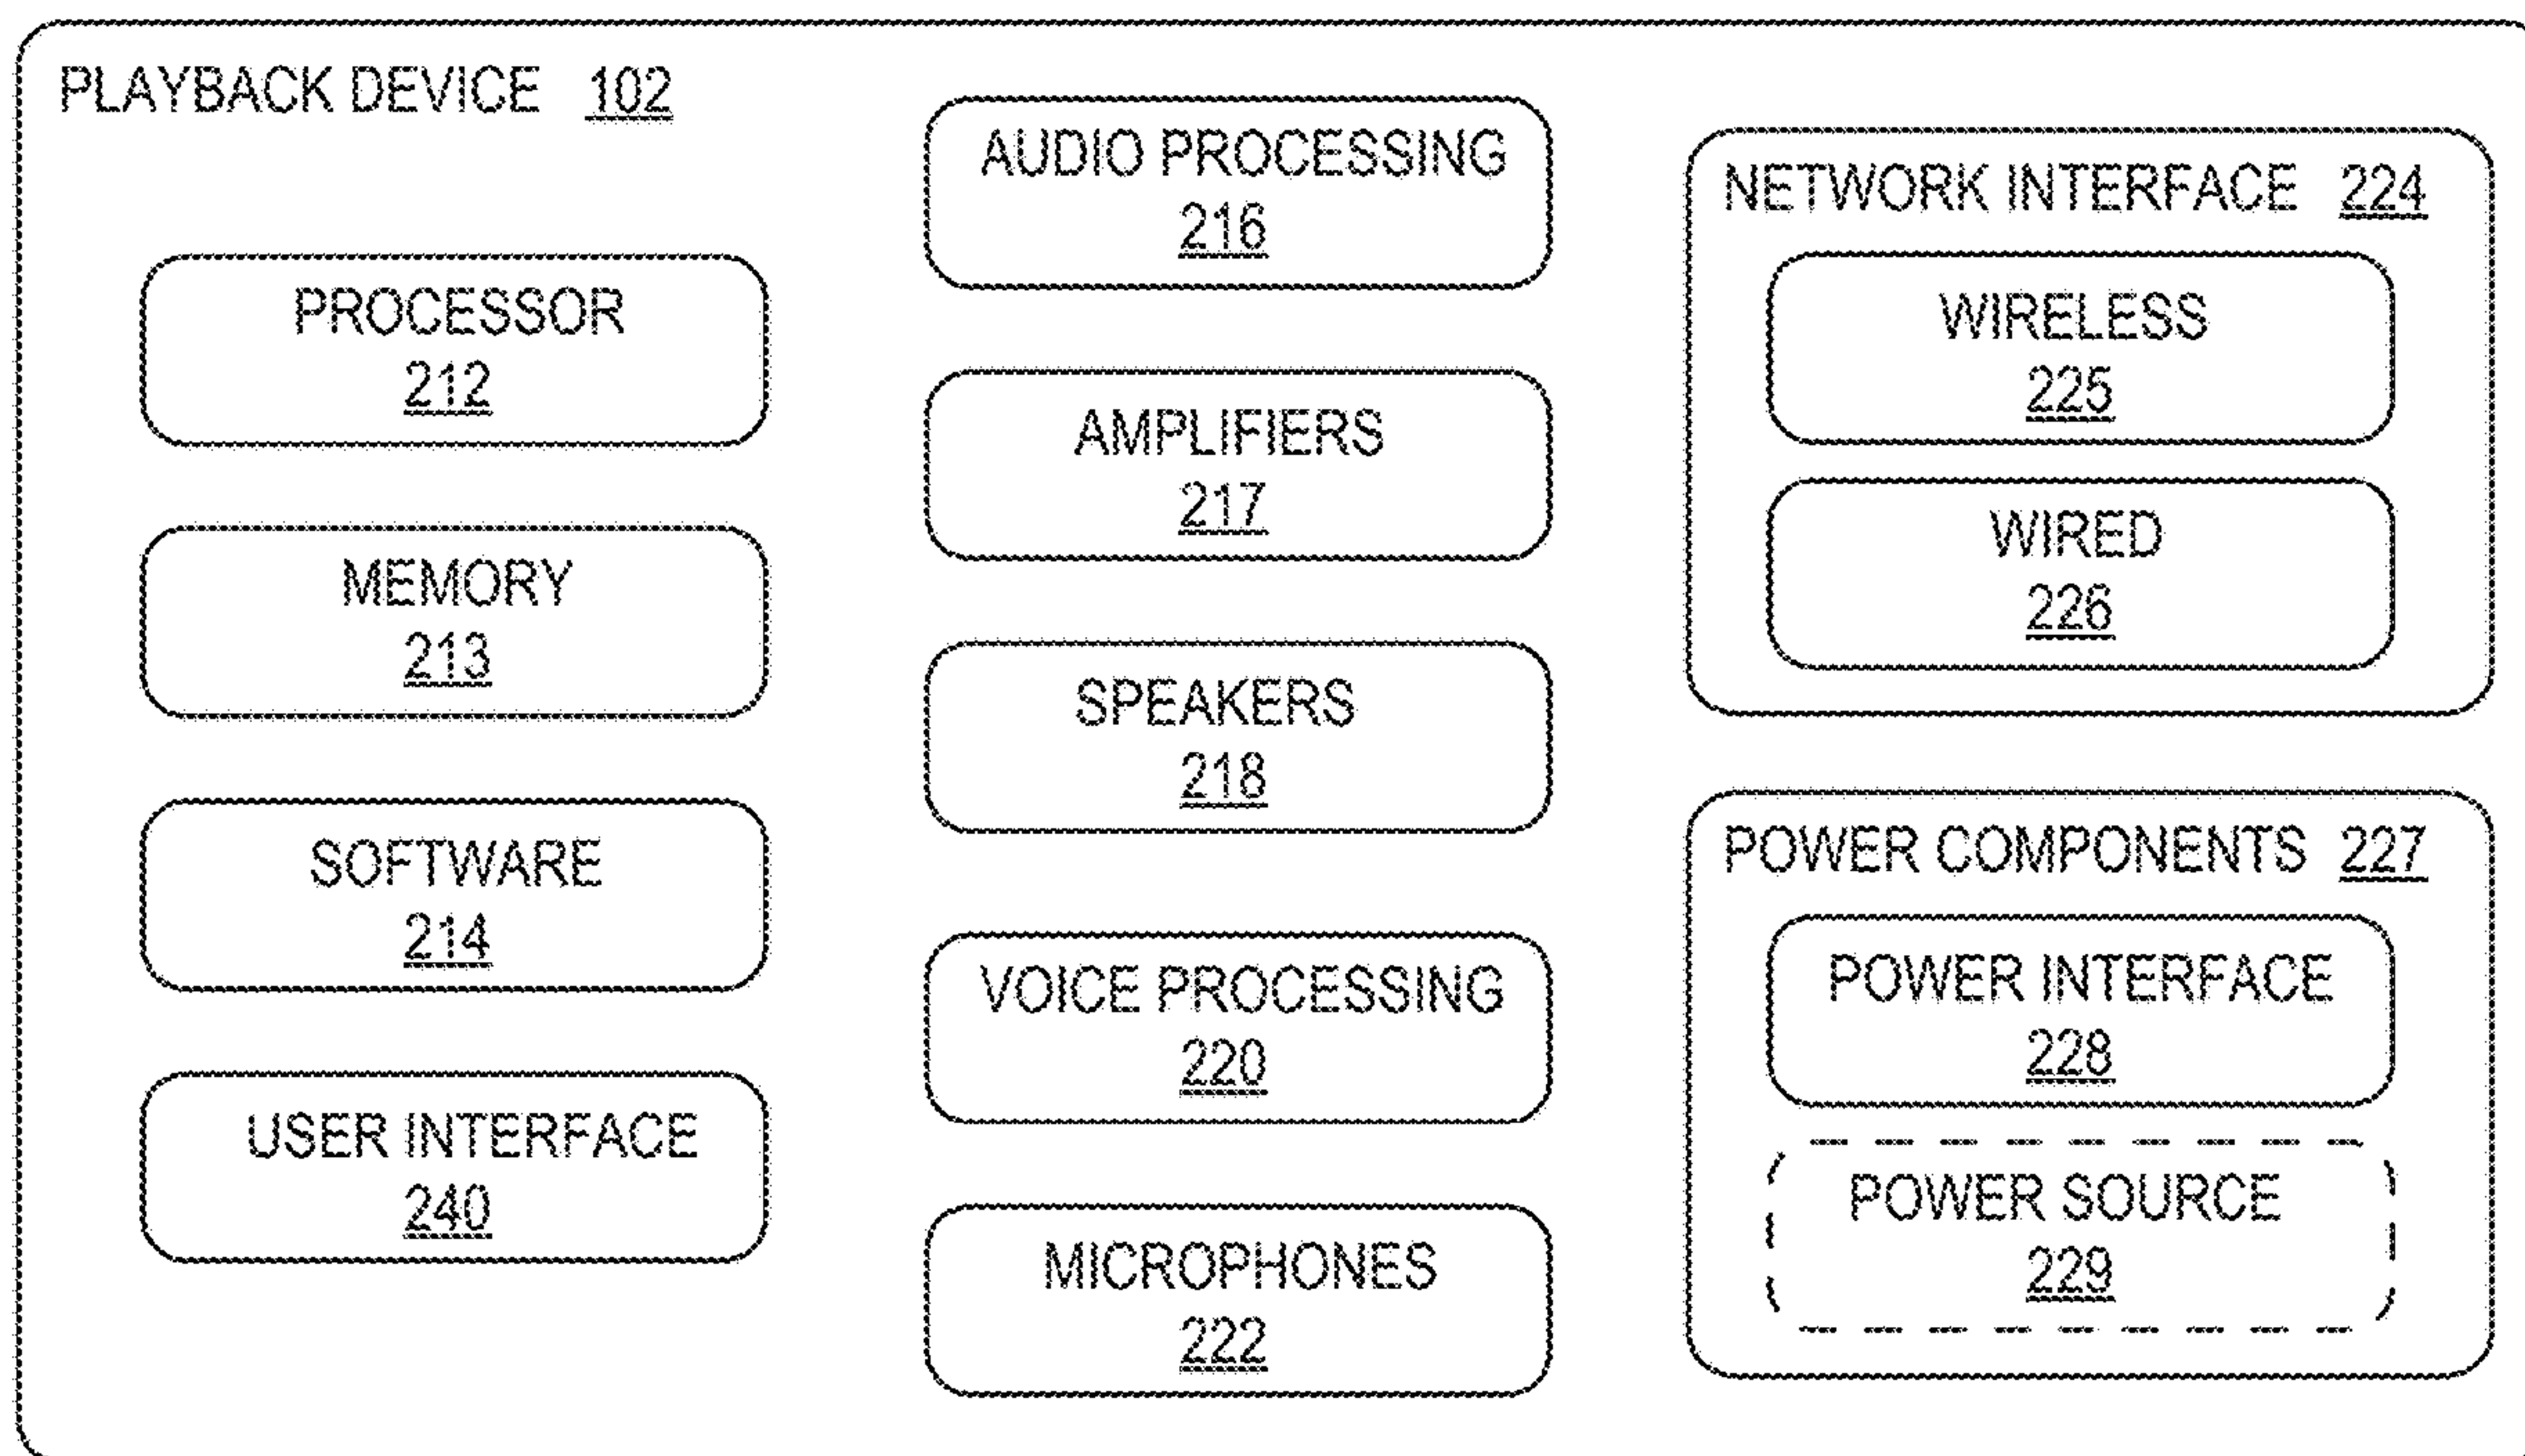 PLAYBACK DEVICE 102
PROCESSOR
212
MEMORY
213
SOFTWARE
214
USER INTERFACE
240
AUDIO PROCESSING
216
AMPLIFIERS
217
SPEAKERS
218
VOICE PROCESSING
220
MICROPHONES
222
NETWORK INTERFACE 224
WIRELESS
225
WIRED
226
POWER COMPONENTS 227
POWER INTERFACE
228
POWER SOURCE
229